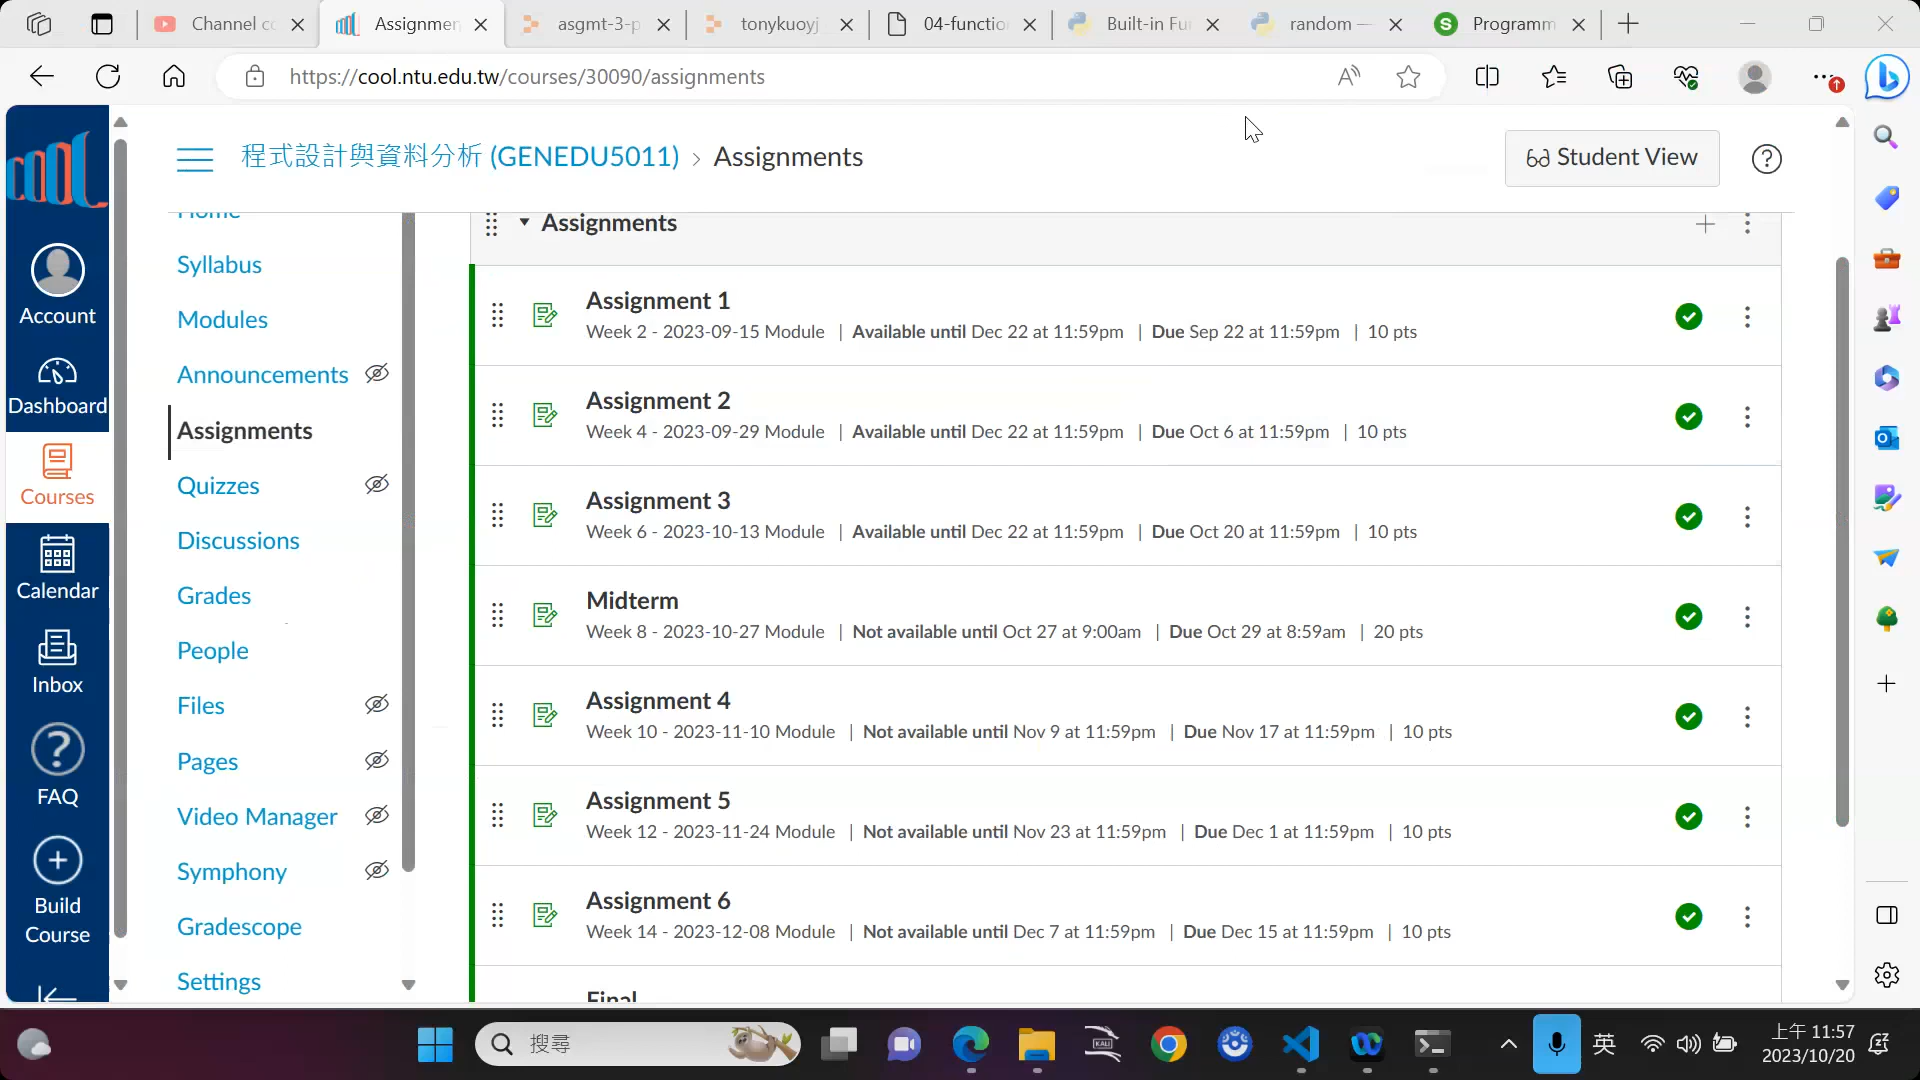 Channel co
Assignmen
asgmt-3-p
tonykuoyj
04-functio
Built-in Fur
random —
Programm
https://cool.ntu.edu.tw/courses/30090/assignments
COOL
Account
Dashboard
Courses
Calendar
Inbox
FAQ
Build
Course
程式設計與資料分析 (GENEDU5011) › Assignments
Student View
Home
Syllabus
Modules
Announcements
Assignments
Quizzes
Discussions
Grades
People
Files
Pages
Video Manager
Symphony
Gradescope
Settings
Assignments
Assignment 1
Week 2 - 2023-09-15 Module | Available until Dec 22 at 11:59pm | Due Sep 22 at 11:59pm | 10 pts
Assignment 2
Week 4 - 2023-09-29 Module | Available until Dec 22 at 11:59pm | Due Oct 6 at 11:59pm | 10 pts
Assignment 3
Week 6 - 2023-10-13 Module | Available until Dec 22 at 11:59pm | Due Oct 20 at 11:59pm | 10 pts
Midterm
Week 8 - 2023-10-27 Module | Not available until Oct 27 at 9:00am | Due Oct 29 at 8:59am | 20 pts
Assignment 4
Week 10 - 2023-11-10 Module | Not available until Nov 9 at 11:59pm | Due Nov 17 at 11:59pm | 10 pts
Assignment 5
Week 12 - 2023-11-24 Module | Not available until Nov 23 at 11:59pm | Due Dec 1 at 11:59pm | 10 pts
Assignment 6
Week 14 - 2023-12-08 Module | Not available until Dec 7 at 11:59pm | Due Dec 15 at 11:59pm | 10 pts
Final
搜尋
KALI
英
上午 11:57
2023/10/20